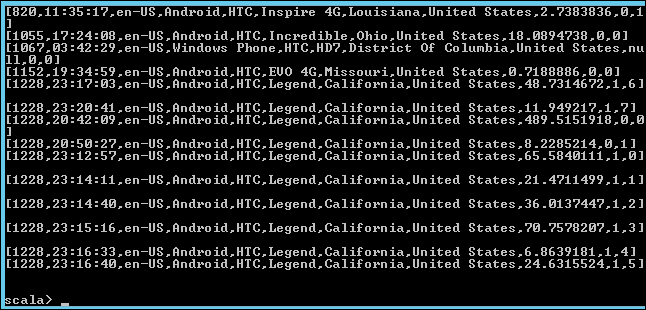 [820,11:35:17,en-US,Android,HTC,Inspire 4G,Louisiana,United States,2.7383836,0,1
]
[1055,17:24:08,en-US,Android,HTC,Incredible,Ohio,United States,18.0894738,0,0]
[1067,03:42:29,en-US,Windows Phone,HTC,HD7,District Of Columbia,United States,nu
ll,0,0]
[1152,19:34:59,en-US,Android,HTC,EVO 4G,Missouri,United States,0.7188886,0,0]
[1228,23:17:03,en-US,Android,HTC,Legend,California,United States,48.7314672,1,6]
[1228,23:20:41,en-US,Android,HTC,Legend,California,United States,11.949217,1,7]
[1228,20:42:09,en-US,Android,HTC,Legend,California,United States,489.5151918,0,0
]
[1228,20:50:27,en-US,Android,HTC,Legend,California,United States,8.2285214,0,1]
[1228,23:12:57,en-US,Android,HTC,Legend,California,United States,65.5840111,1,0]
[1228,23:14:11,en-US,Android,HTC,Legend,California,United States,21.4711499,1,1]
[1228,23:14:40,en-US,Android,HTC,Legend,California,United States,36.0137447,1,2]
[1228,23:15:16,en-US,Android,HTC,Legend,California,United States,70.7578207,1,3]
[1228,23:16:33,en-US,Android,HTC,Legend,California,United States,6.8639181,1,4]
[1228,23:16:40,en-US,Android,HTC,Legend,California,United States,24.6315524,1,5]
scala> _